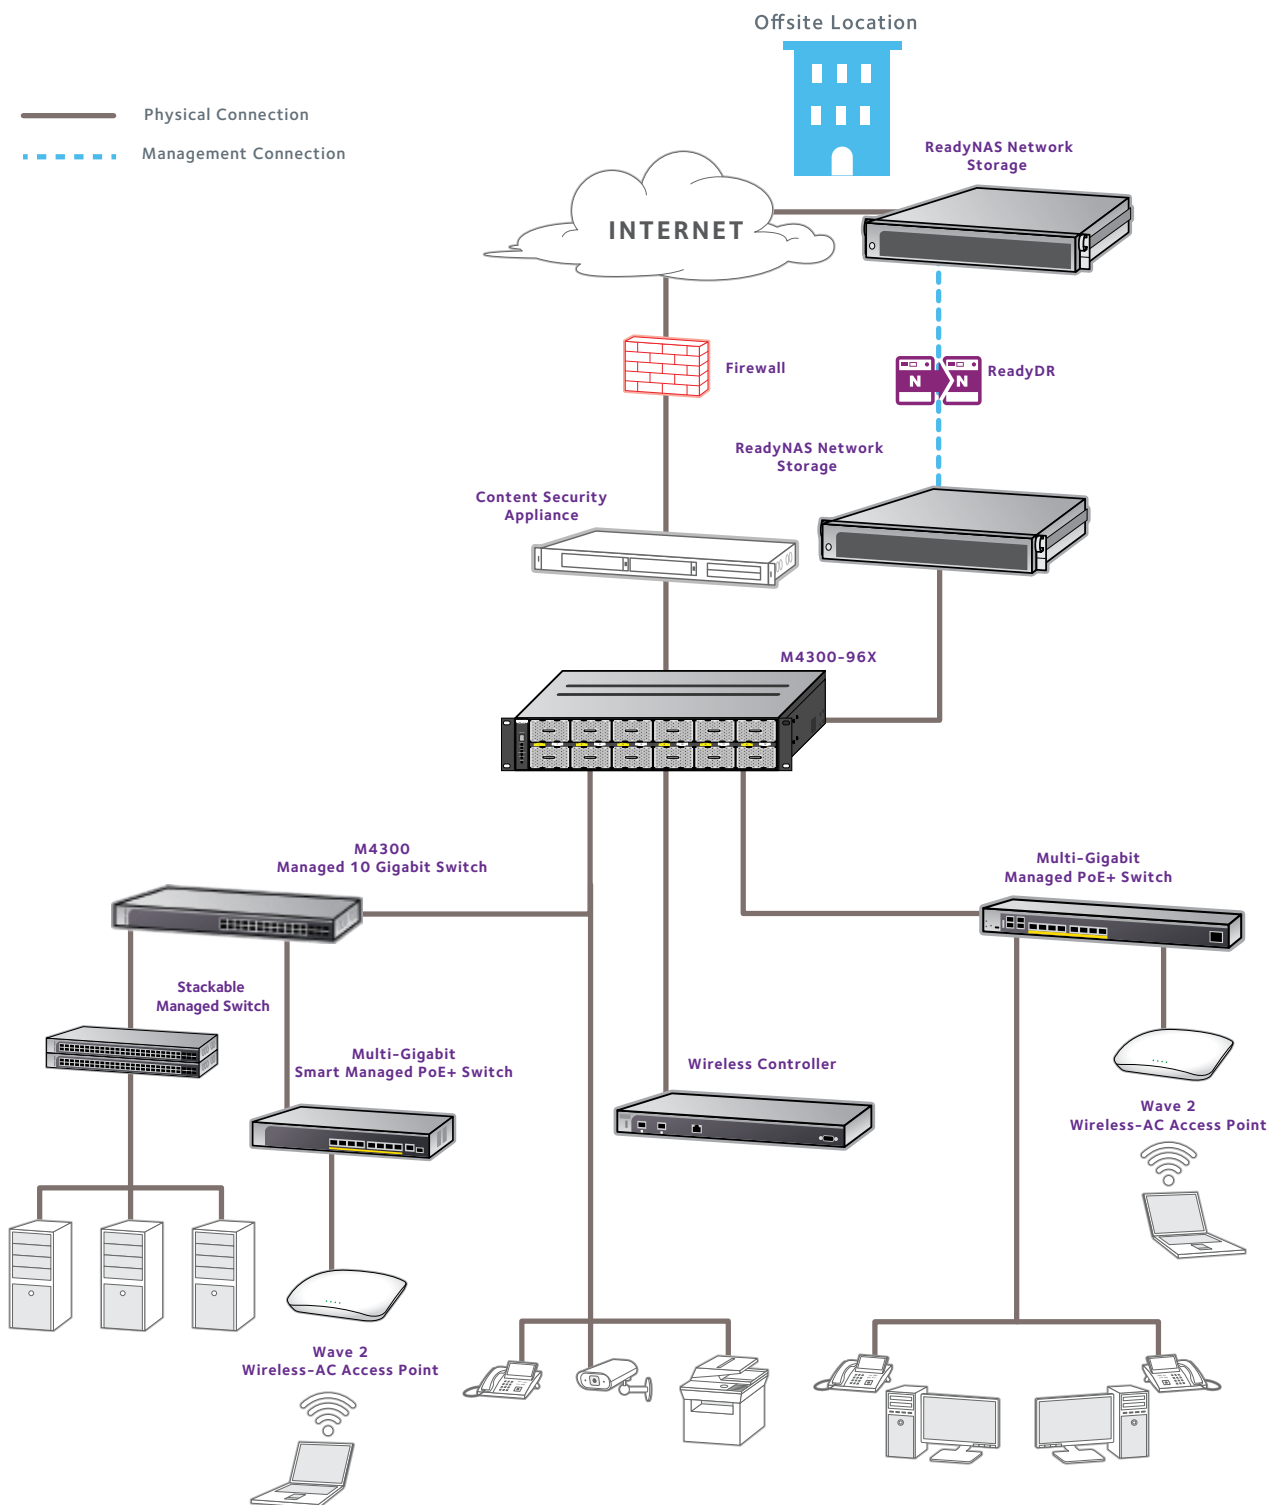 Offsite Location
Physical Connection
Management Connection
ReadyNAS Network
Storage
INTERNET
Firewall
N
N
ReadyDR
ReadyNAS Network
Storage
Content Security
Appliance
M4300-96X
M4300
Managed 10 Gigabit Switch
Multi-Gigabit
Managed PoE+ Switch
Stackable
Managed Switch
Multi-Gigabit
Smart Managed PoE+ Switch
Wireless Controller
Wave 2
Wireless-AC Access Point
Wave 2
Wireless-AC Access Point